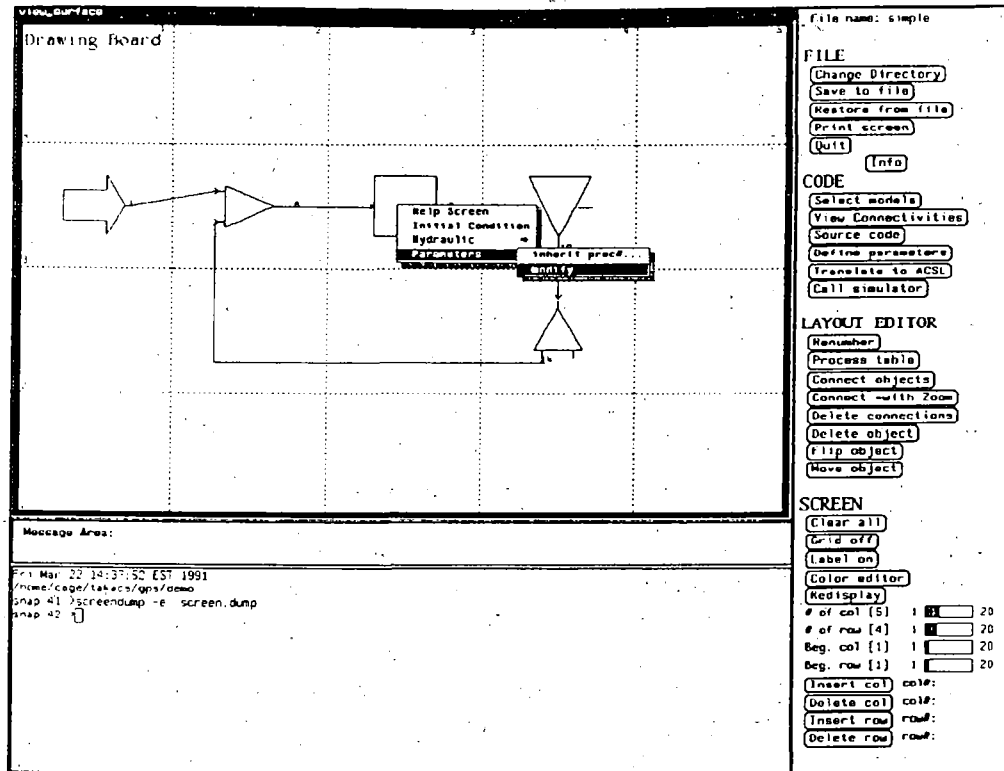 view_surface
Drawing Board
1
2
3
4
5
Help Screen
Initial Condition
Hydraulic
Parameters
inherit proc#...
modify
Message Area:
Fri Mar 22 14:37:52 EST 1991
/home/cage/takacs/gps/demo
snap 41 >screendump -e screen.dump
snap 42 >
File name: simple
FILE
Change Directory
Save to file
Restore from file
Print screen
Quit
Info
CODE
Select models
View Connectivities
Source code
Define parameters
Translate to ACSL
Call simulator
LAYOUT EDITOR
Renumber
Process table
Connect objects
Connect -with Zoom
Delete connections
Delete object
Flip object
Move object
SCREEN
Clear all
Grid off
Label on
Color editor
Redisplay
# of col [5] 1 20
# of row [4] 1 20
Beg. col [1] 1 20
Beg. row [1] 1 20
Insert col col#:
Delete col col#:
Insert row row#:
Delete row row#: